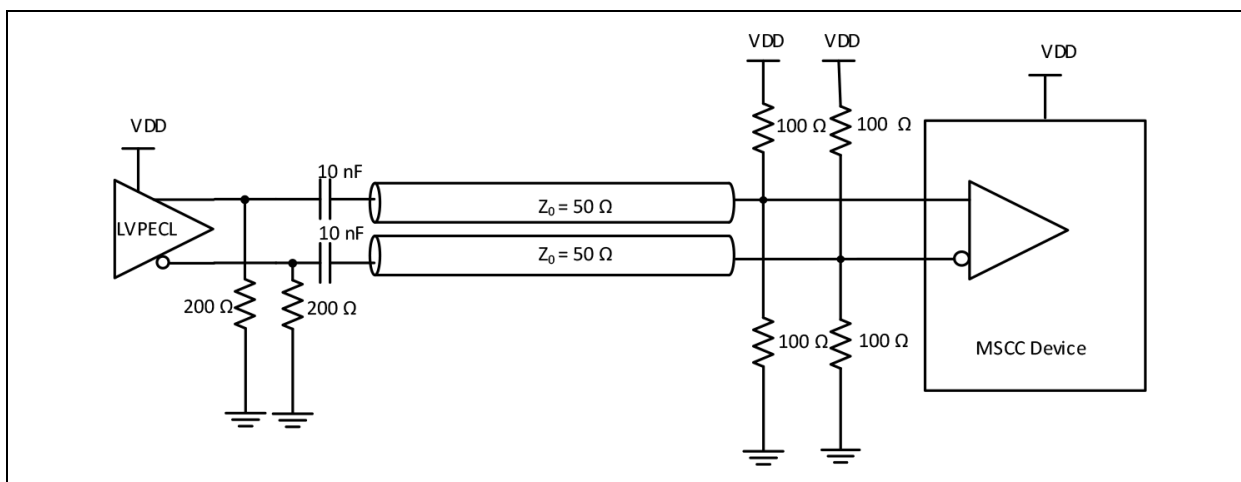 VDD
VDD
VDD
VDD
100 Ω
100 Ω
10 nF
LVPECL
Z₀ = 50 Ω
10 nF
Z₀ = 50 Ω
200 Ω
200 Ω
100 Ω
100 Ω
MSCC Device